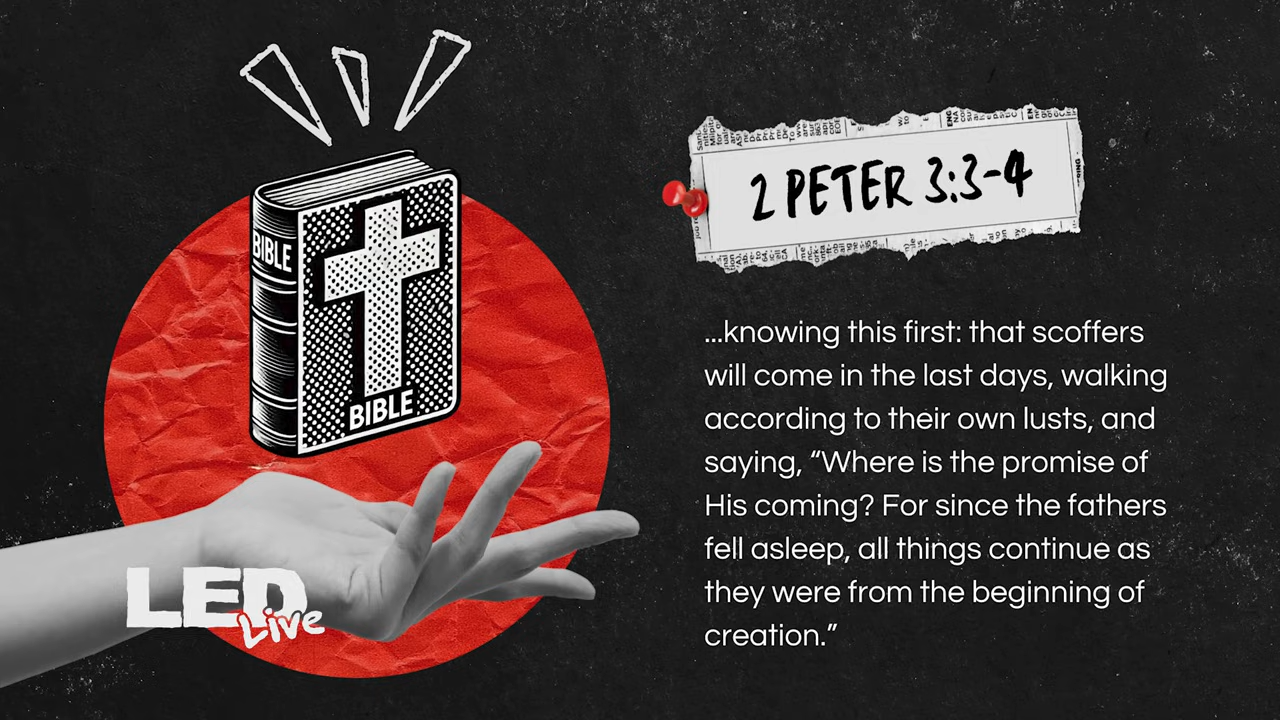 BIBLE
BIBLE
LED
Live
2 PETER 3:3-4
...knowing this first: that scoffers
will come in the last days, walking
according to their own lusts, and
saying, “Where is the promise of
His coming? For since the fathers
fell asleep, all things continue as
they were from the beginning of
creation.”